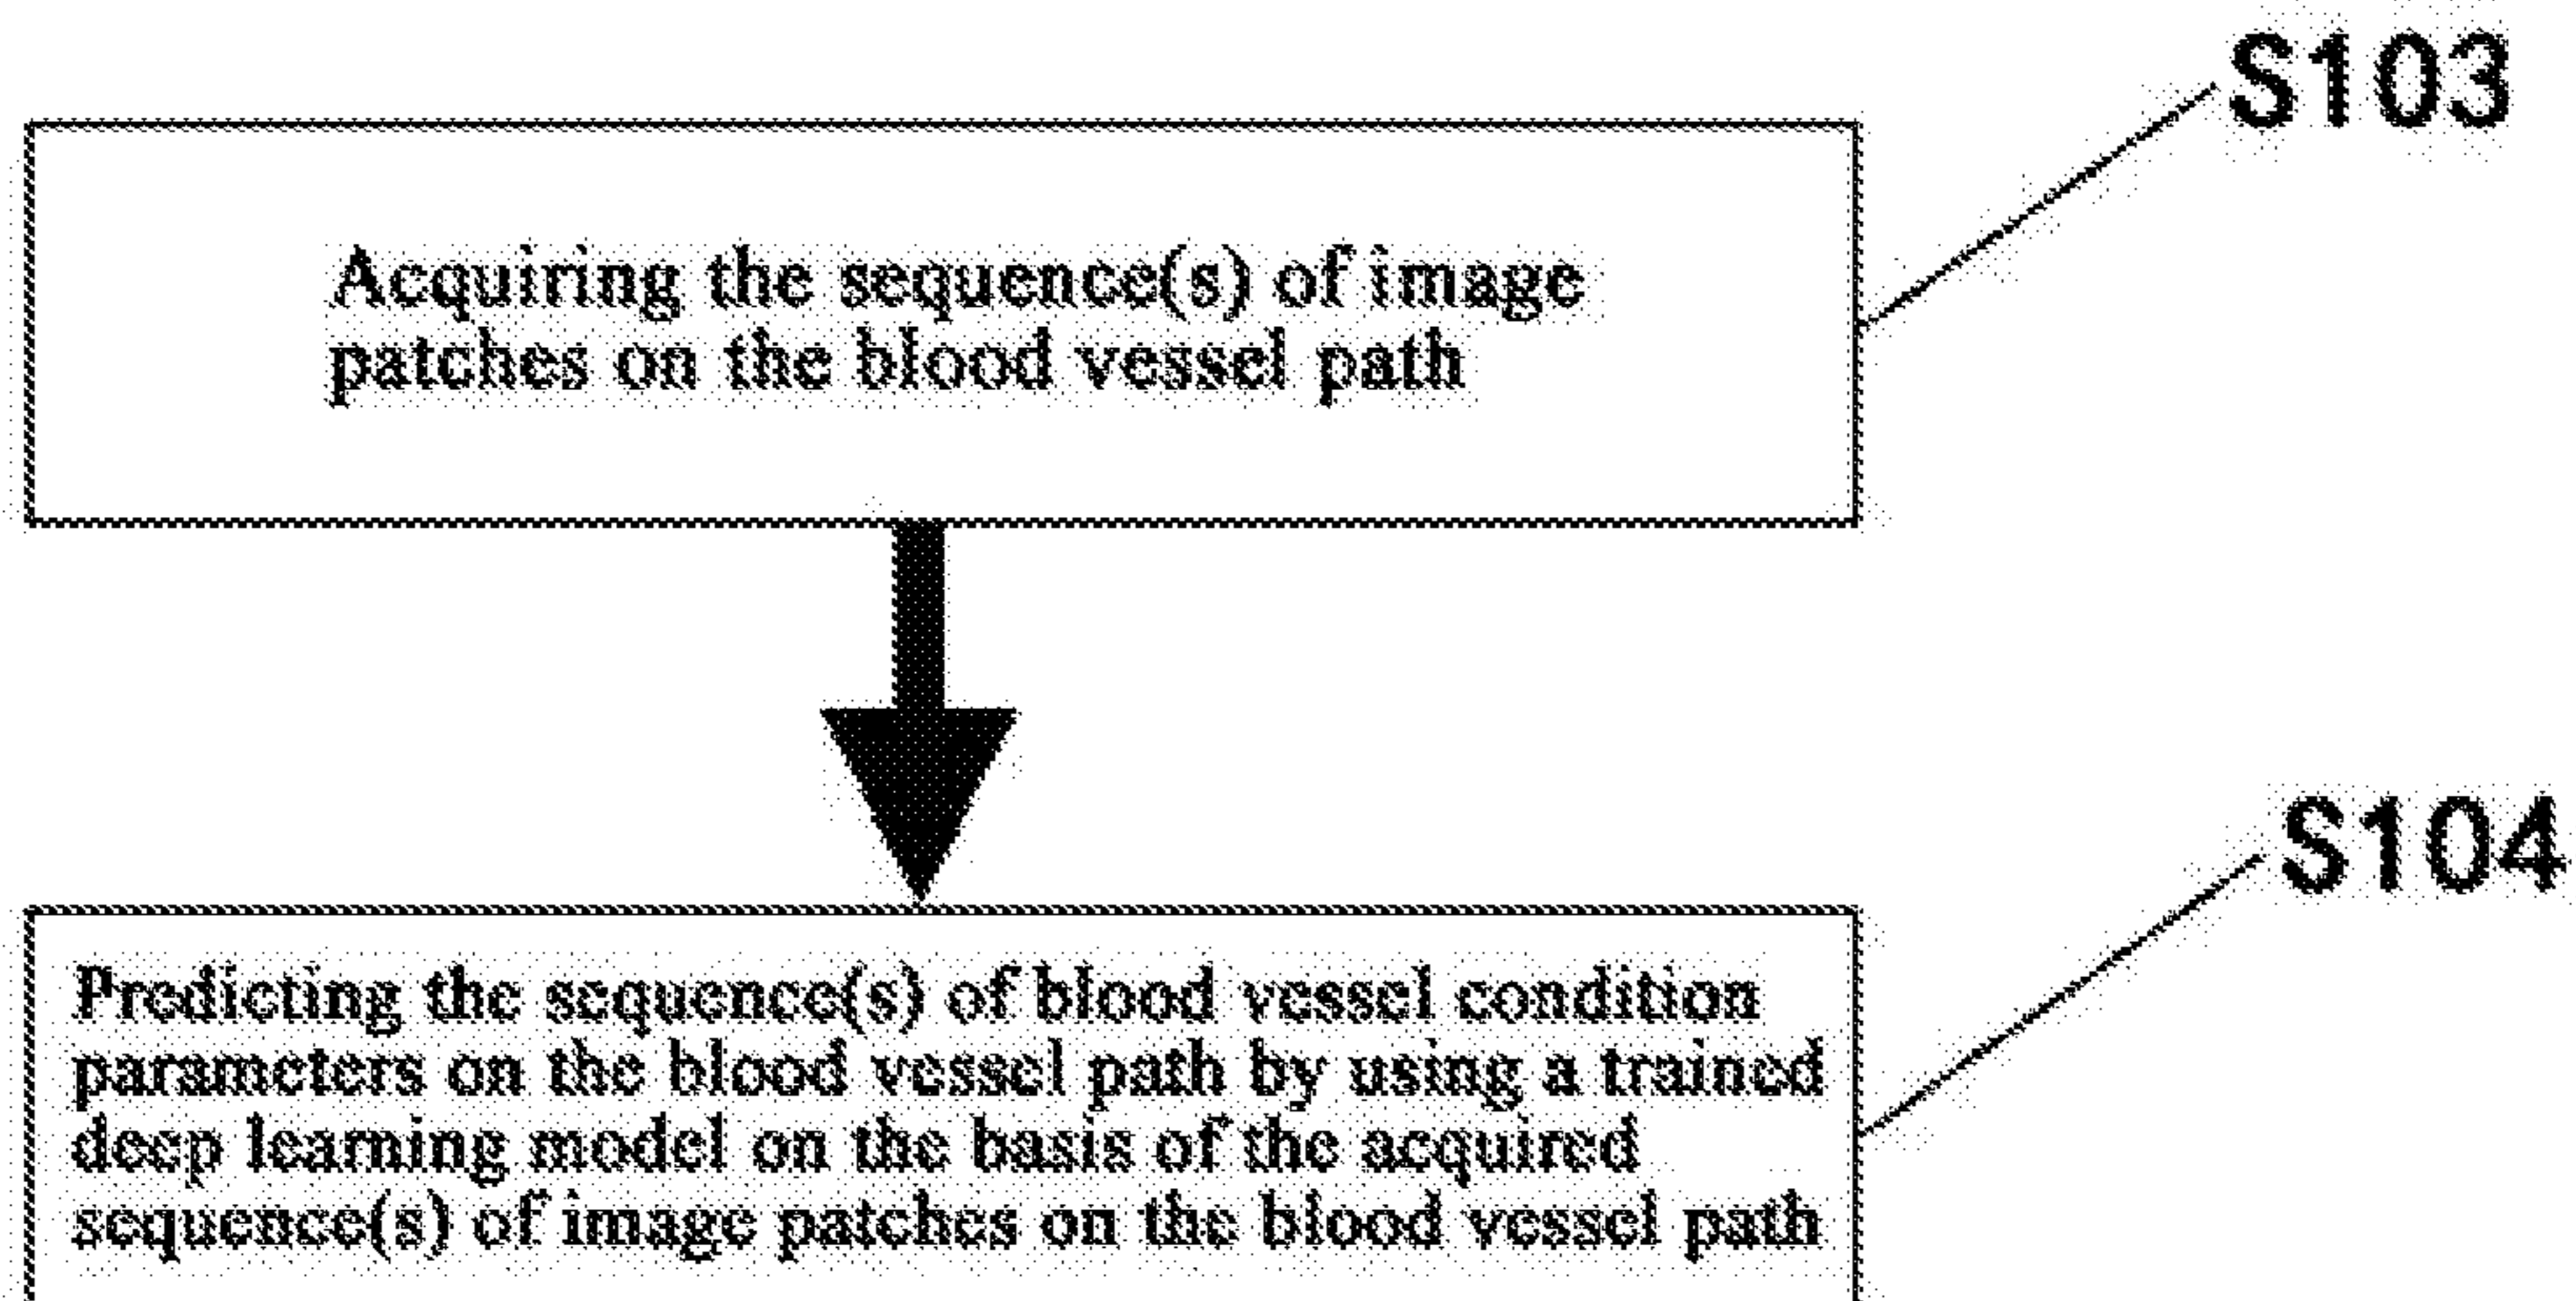 S103
Acquiring the sequence(s) of image
patches on the blood vessel path
S104
Predicting the sequence(s) of blood vessel condition
parameters on the blood vessel path by using a trained
deep learning model on the basis of the acquired
sequence(s) of image patches on the blood vessel path